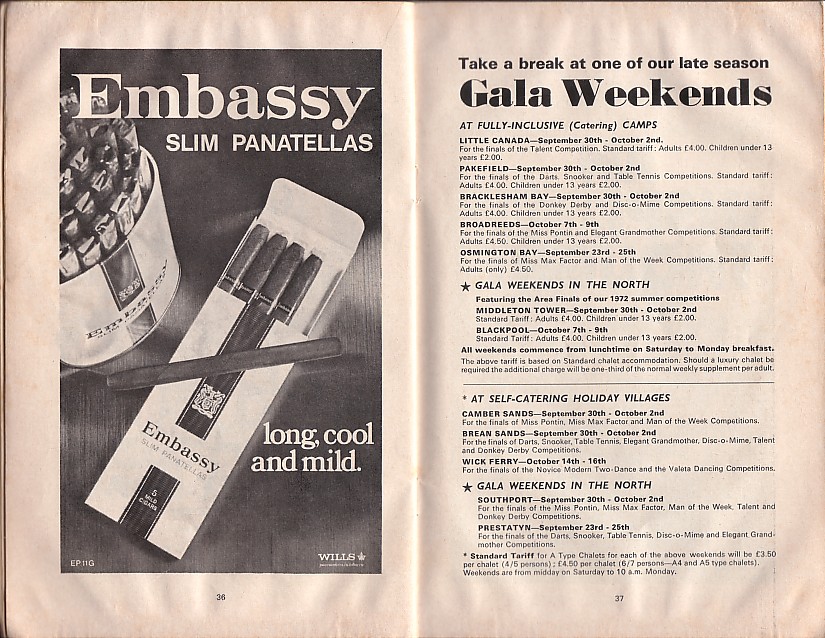 Embassy
SLIM PANATELLAS
Embassy
Embassy
SLIM PANATELLAS
5
MILD
CIGARS
long, cool
and mild.
WILLS
EP11G
36
Take a break at one of our late season
Gala Weekends
AT FULLY-INCLUSIVE (Catering) CAMPS
LITTLE CANADA—September 30th - October 2nd.
For the finals of the Talent Competition. Standard tariff: Adults £4.00. Children under 13
years £2.00.
PAKEFIELD—September 30th - October 2nd
For the finals of the Darts, Snooker and Table Tennis Competitions. Standard tariff:
Adults £4.00. Children under 13 years £2.00.
BRACKLESHAM BAY—September 30th - October 2nd
For the finals of the Donkey Derby and Disc-o-Mime Competitions. Standard tariff:
Adults £4.00. Children under 13 years £2.00.
BROADREEDS—October 7th - 9th
For the finals of the Miss Pontin and Elegant Grandmother Competitions. Standard tariff:
Adults £4.50. Children under 13 years £2.00.
OSMINGTON BAY—September 23rd - 25th
For the finals of Miss Max Factor and Man of the Week Competitions. Standard tariff:
Adults (only) £4.50.
★ GALA WEEKENDS IN THE NORTH
Featuring the Area Finals of our 1972 summer competitions
MIDDLETON TOWER—September 30th - October 2nd
Standard Tariff: Adults £4.00. Children under 13 years £2.00.
BLACKPOOL—October 7th - 9th
Standard Tariff: Adults £4.00. Children under 13 years £2.00.
All weekends commence from lunchtime on Saturday to Monday breakfast.
The above tariff is based on Standard chalet accommodation. Should a luxury chalet be
required the additional charge will be one-third of the normal weekly supplement per adult.
* AT SELF-CATERING HOLIDAY VILLAGES
CAMBER SANDS—September 30th - October 2nd
For the finals of Miss Pontin, Miss Max Factor and Man of the Week Competitions.
BREAN SANDS—September 30th - October 2nd
For the finals of Darts, Snooker, Table Tennis, Elegant Grandmother, Disc-o-Mime, Talent
and Donkey Derby Competitions.
WICK FERRY—October 14th - 16th
For the finals of the Novice Modern Two-Dance and the Valeta Dancing Competitions.
★ GALA WEEKENDS IN THE NORTH
SOUTHPORT—September 30th - October 2nd
For the finals of the Miss Pontin, Miss Max Factor, Man of the Week, Talent and
Donkey Derby Competitions.
PRESTATYN—September 23rd - 25th
For the finals of the Darts, Snooker, Table Tennis, Disc-o-Mime and Elegant Grand-
mother Competitions.
* Standard Tariff for A Type Chalets for each of the above weekends will be £3.50
per chalet (4/5 persons); £4.50 per chalet (6/7 persons—A4 and A5 type chalets).
Weekends are from midday on Saturday to 10 a.m. Monday.
37